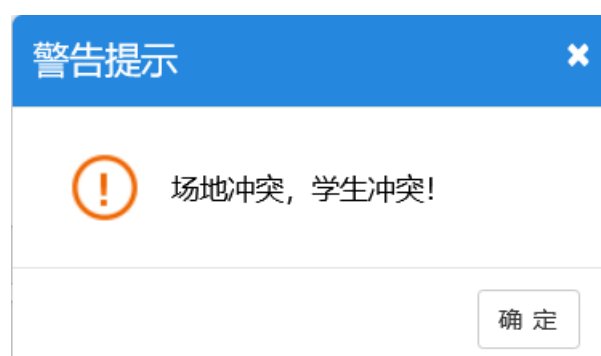 警告提示
场地冲突，学生冲突！
确 定